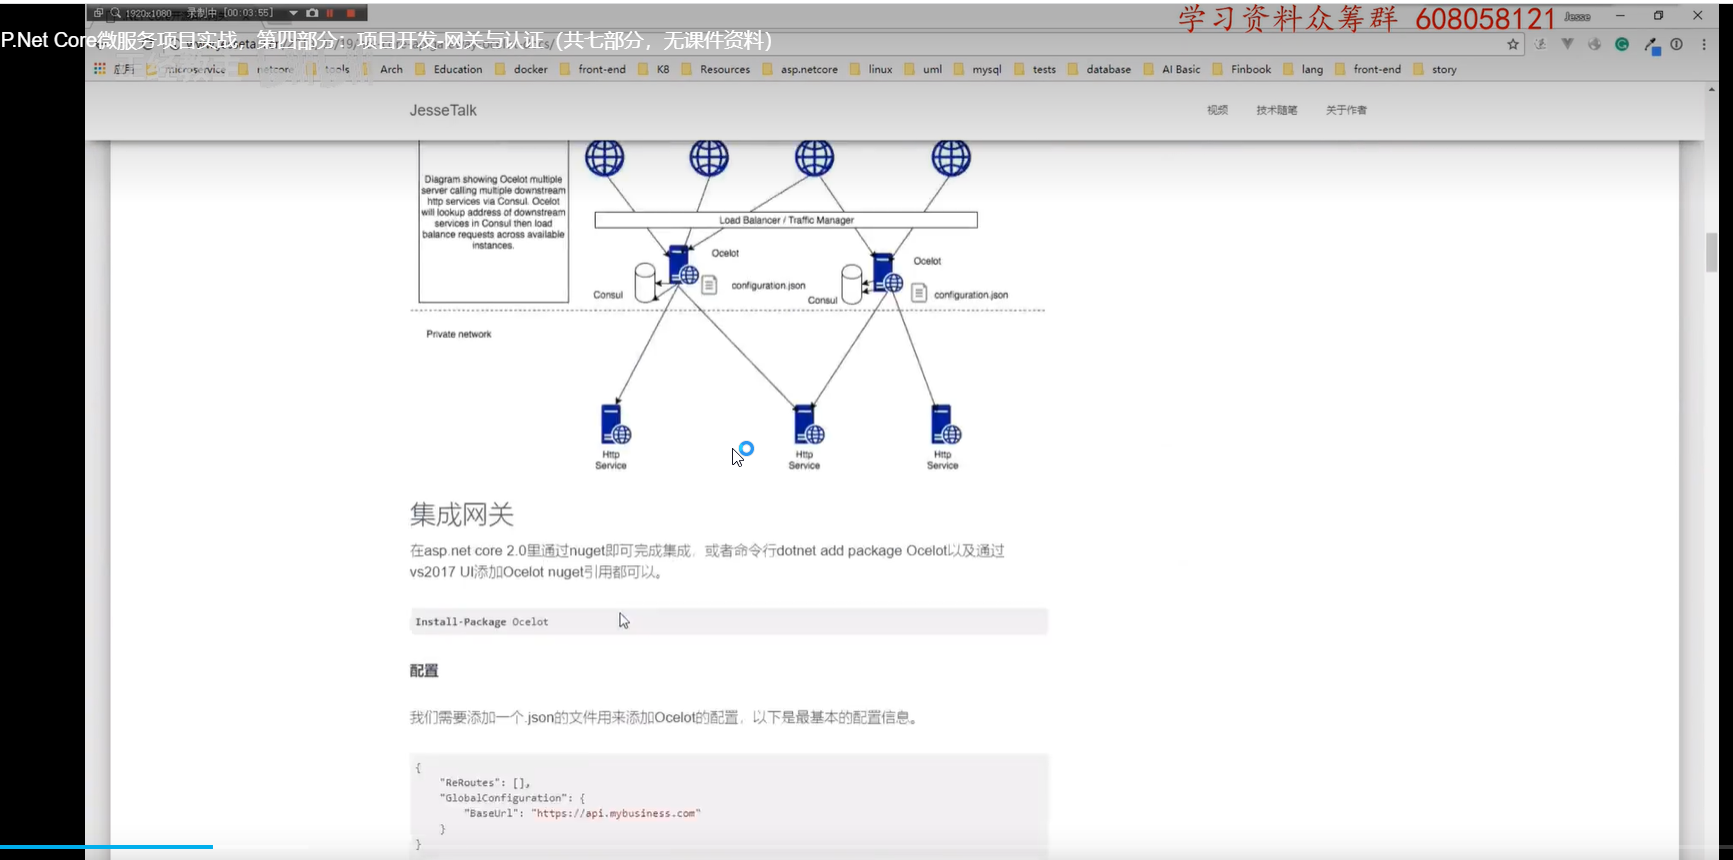 1920x1080 录制中 [00:03:55]
学习资料众筹群 608058121
Jesse
P.Net Core微服务项目实战，第四部分：项目开发-网关与认证（共七部分，无课件资料）
应用 microservice netcore tools Arch Education docker front-end K8 Resources asp.netcore linux uml mysql tests database AI Basic Finbook lang front-end story
JesseTalk 视频 技术随笔 关于作者
Diagram showing Ocelot multiple
server calling multiple downstream
http services via Consul. Ocelot
will lookup address of downstream
services in Consul then load
balance requests across available
instances.
Load Balancer / Traffic Manager
Ocelot
Ocelot
configuration.json
Consul
configuration.json
Consul
Private network
Http
Service
Http
Service
Http
Service
集成网关
在asp.net core 2.0里通过nuget即可完成集成，或者命令行dotnet add package Ocelot以及通过
vs2017 UI添加Ocelot nuget引用都可以。
Install-Package Ocelot
配置
我们需要添加一个.json的文件用来添加Ocelot的配置，以下是最基本的配置信息。
{
"ReRoutes": [],
"GlobalConfiguration": {
"BaseUrl": "https://api.mybusiness.com"
}
}